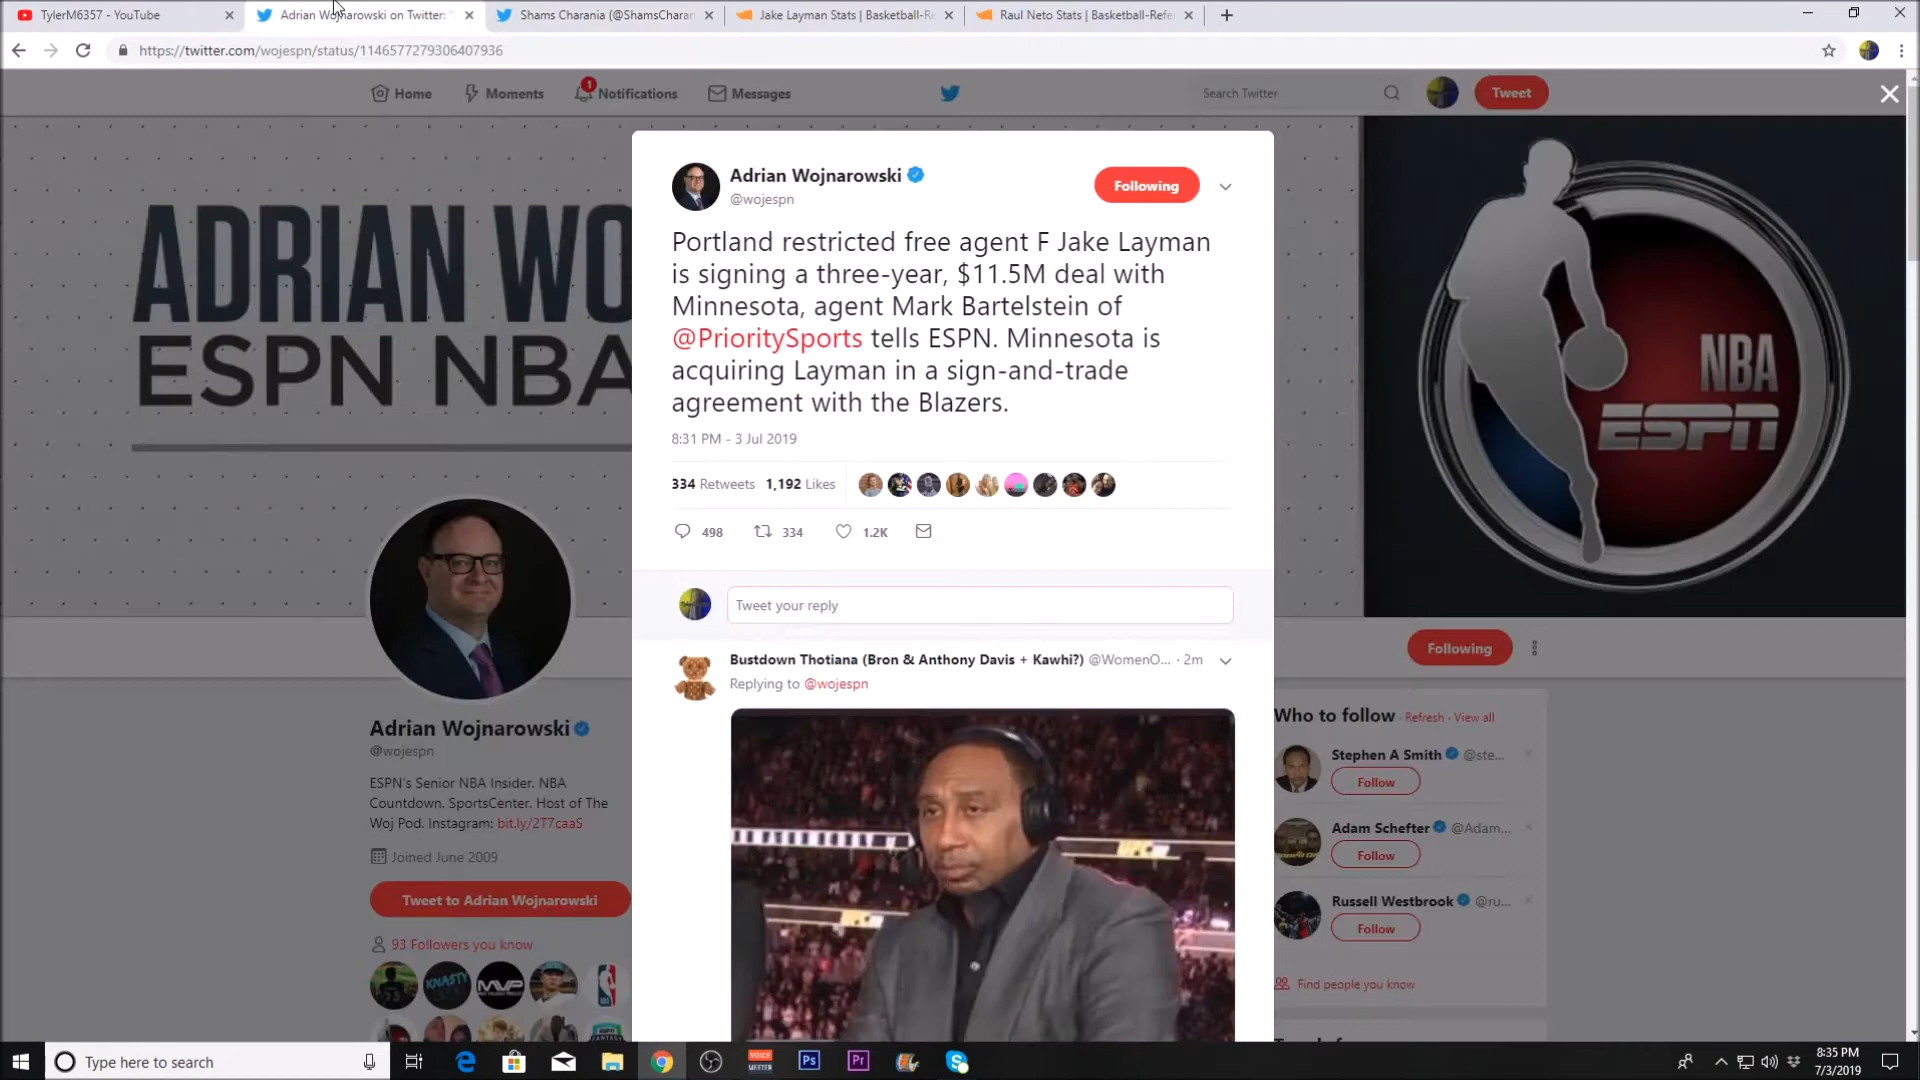 TylerM6357 - YouTube
Adrian Wojnarowski on Twitter: "
Shams Charania (@ShamsCharan
Jake Layman Stats | Basketball-Re
Raul Neto Stats | Basketball-Refe
https://twitter.com/wojespn/status/1146577279306407936
Home
Moments
1
Notifications
Messages
Search Twitter
Tweet
ADRIAN WO
ESPN NBA
NBA
ESPN
Adrian Wojnarowski
@wojespn
Following
Portland restricted free agent F Jake Layman
is signing a three-year, $11.5M deal with
Minnesota, agent Mark Bartelstein of
@PrioritySports tells ESPN. Minnesota is
acquiring Layman in a sign-and-trade
agreement with the Blazers.
8:31 PM - 3 Jul 2019
334 Retweets 1,192 Likes
498 334 1.2K
Tweet your reply
Bustdown Thotiana (Bron & Anthony Davis + Kawhi?) @WomenO... · 2m
Replying to @wojespn
Adrian Wojnarowski
@wojespn
ESPN's Senior NBA Insider. NBA
Countdown. SportsCenter. Host of The
Woj Pod. Instagram: bit.ly/2T7caaS
Joined June 2009
Tweet to Adrian Wojnarowski
93 Followers you know
KNASTY
MVP
Following
Who to follow · Refresh · View all
Stephen A Smith @ste...
Follow
Adam Schefter @Adam...
Follow
Russell Westbrook @ru...
Follow
Find people you know
Type here to search
VOICE
MEETER
Ps
Pr
8:35 PM
7/3/2019